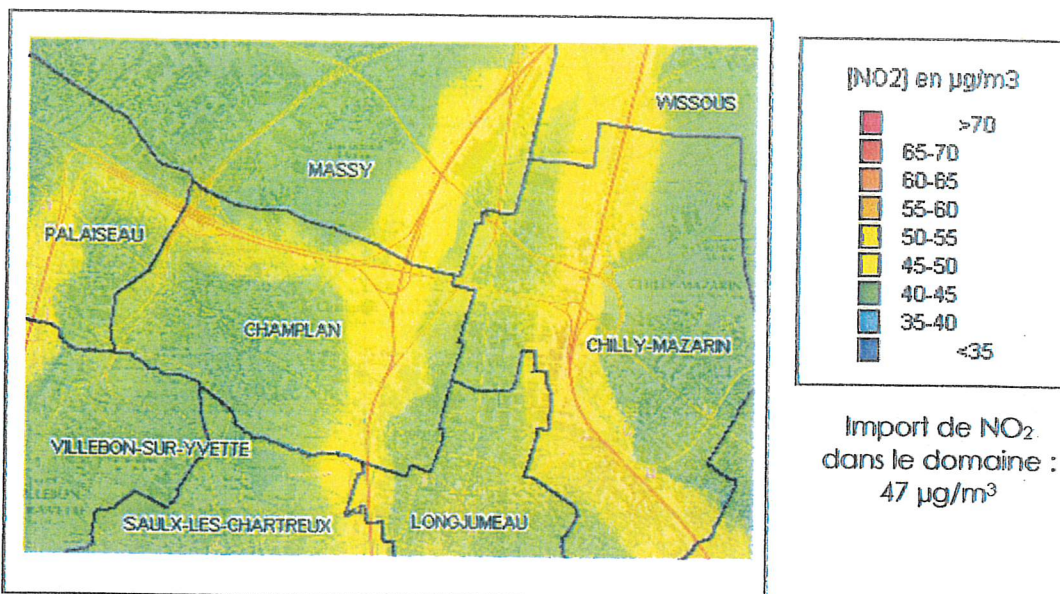 WISSOUS
MASSY
PALAISEAU
CHAMPLAN
CHILLY-MAZARIN
CHILLY-MAZARIN
VILLEBON-SUR-YVETTE
SAULX-LES-CHARTREUX
LONGJUMEAU
[NO2] en µg/m3
>70
65-70
60-65
55-60
50-55
45-50
40-45
35-40
<35
Import de NO₂
dans le domaine :
47 µg/m³